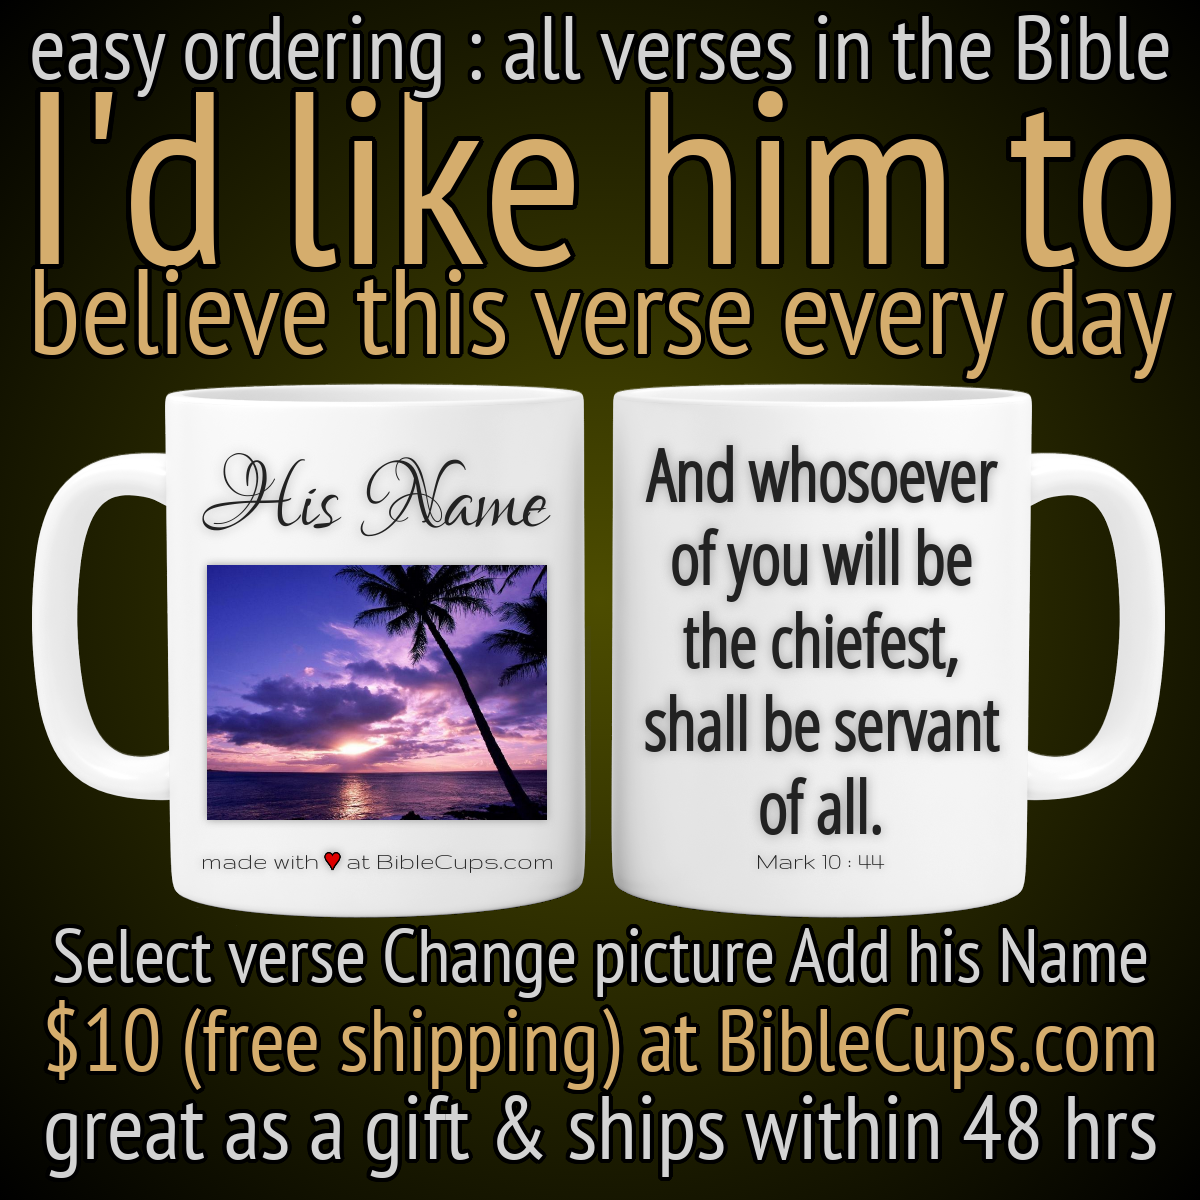 easy ordering : all verses in the Bible
I'd like him to
believe this verse every day
His Name
made with ❤ at BibleCups.com
And whosoever
of you will be
the chiefest,
shall be servant
of all.
Mark 10 : 44
Select verse Change picture Add his Name
$10 (free shipping) at BibleCups.com
great as a gift & ships within 48 hrs